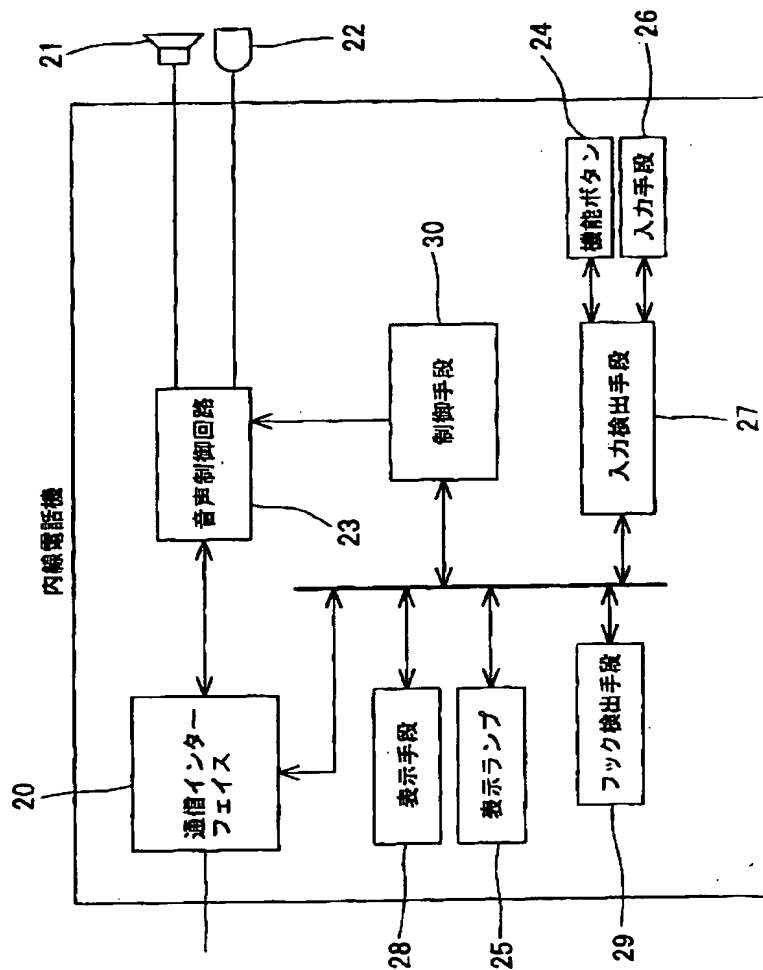 内線電話機
20
通信インター
フェイス
音声制御回路
23
21
22
制御手段
30
表示手段
28
表示ランプ
25
フック検出手段
29
入力検出手段
27
機能ボタン
24
入力手段
26